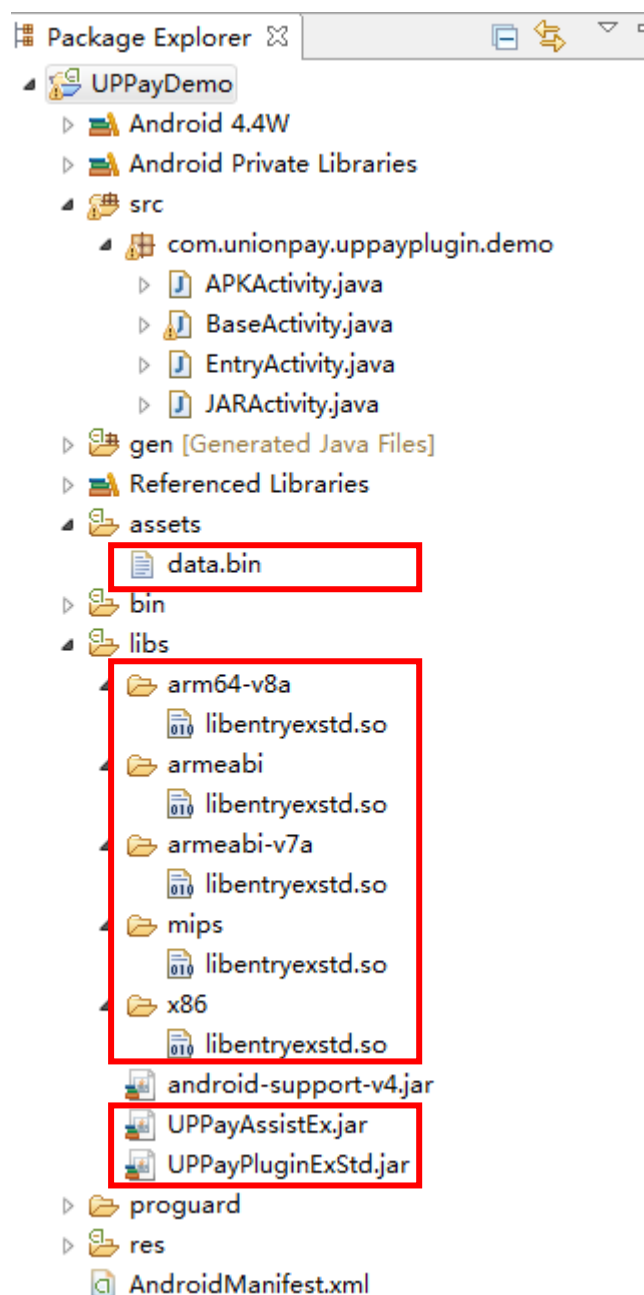 Package Explorer
UPPayDemo
Android 4.4W
Android Private Libraries
src
com.unionpay.uppayplugin.demo
APKActivity.java
BaseActivity.java
EntryActivity.java
JARActivity.java
gen [Generated Java Files]
Referenced Libraries
assets
data.bin
bin
libs
arm64-v8a
libentryexstd.so
armeabi
libentryexstd.so
armeabi-v7a
libentryexstd.so
mips
libentryexstd.so
x86
libentryexstd.so
android-support-v4.jar
UPPayAssistEx.jar
UPPayPluginExStd.jar
proguard
res
AndroidManifest.xml